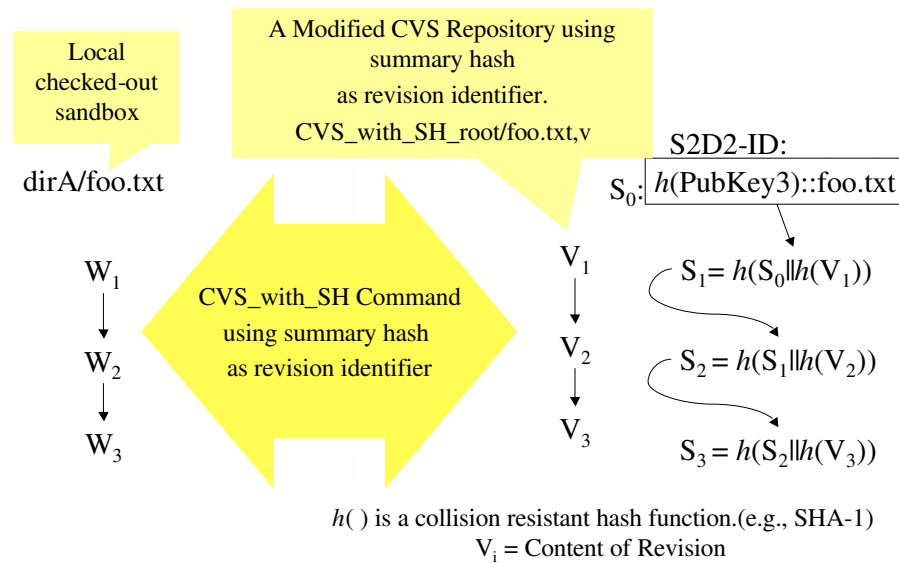 Local
checked-out
sandbox
A Modified CVS Repository using
summary hash
as revision identifier.
CVS_with_SH_root/foo.txt,v
dirA/foo.txt
S2D2-ID:
S₀: h(PubKey3)::foo.txt
W₁
W₂
W₃
CVS_with_SH Command
using summary hash
as revision identifier
V₁
V₂
V₃
S₁= h(S₀||h(V₁))
S₂ = h(S₁||h(V₂))
S₃ = h(S₂||h(V₃))
h( ) is a collision resistant hash function.(e.g., SHA-1)
Vᵢ = Content of Revision